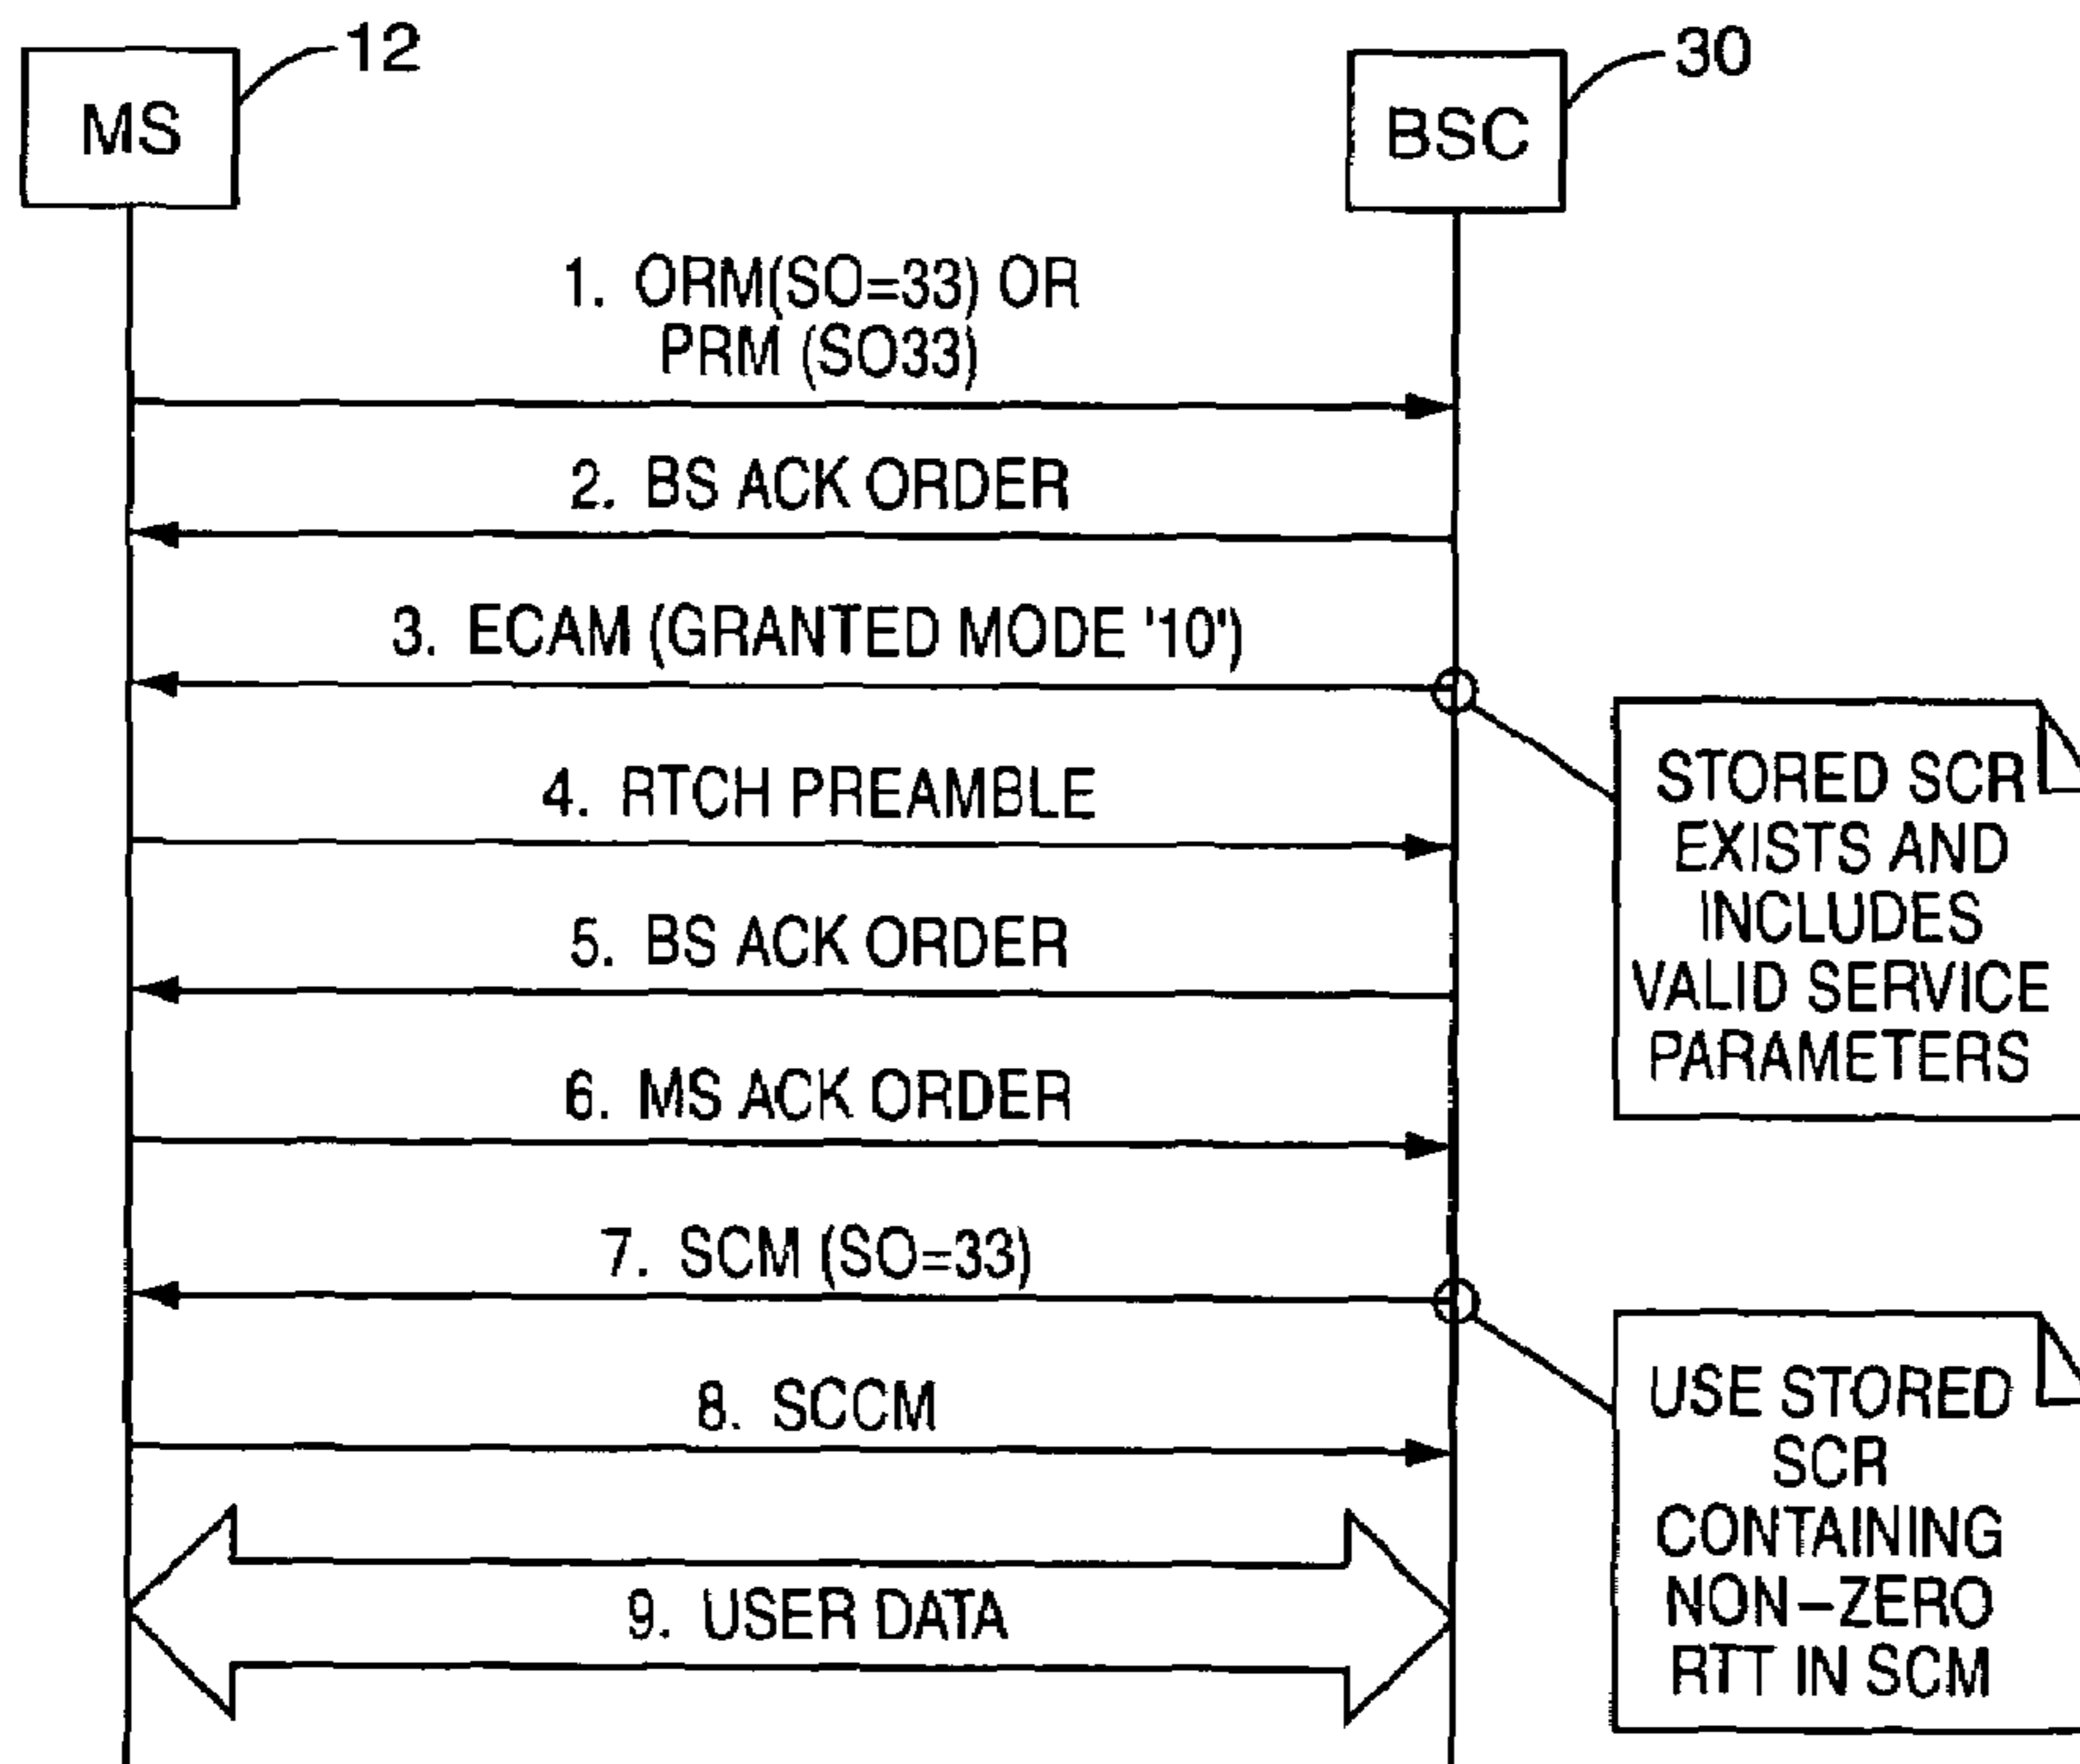 12
30
MS
BSC
1. ORM(SO=33) OR
PRM (SO33)
2. BS ACK ORDER
3. ECAM (GRANTED MODE '10')
4. RTCH PREAMBLE
STORED SCR
EXISTS AND
INCLUDES
VALID SERVICE
PARAMETERS
5. BS ACK ORDER
6. MS ACK ORDER
7. SCM (SO=33)
8. SCCM
USE STORED
SCR
CONTAINING
NON-ZERO
RTT IN SCM
9. USER DATA